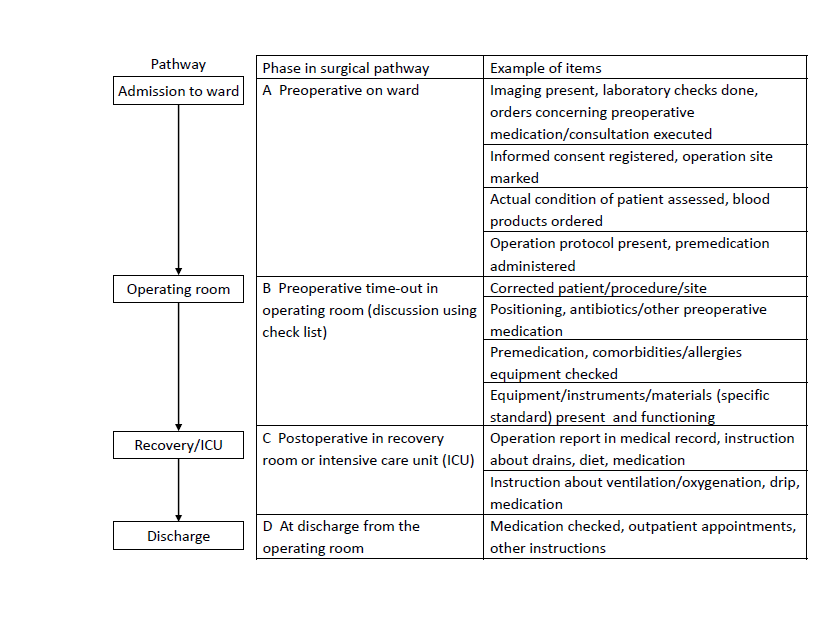 Pathway
Admission to ward
Operating room
Recovery/ICU
Discharge
Phase in surgical pathway
Example of items
A  Preoperative on ward
Imaging present, laboratory checks done,
orders concerning preoperative
medication/consultation executed
Informed consent registered, operation site
marked
Actual condition of patient assessed, blood
products ordered
Operation protocol present, premedication
administered
B  Preoperative time-out in
operating room (discussion using
check list)
Corrected patient/procedure/site
Positioning, antibiotics/other preoperative
medication
Premedication, comorbidities/allergies
equipment checked
Equipment/instruments/materials (specific
standard) present  and functioning
C  Postoperative in recovery
room or intensive care unit (ICU)
Operation report in medical record, instruction
about drains, diet, medication
Instruction about ventilation/oxygenation, drip,
medication
D  At discharge from the
operating room
Medication checked, outpatient appointments,
other instructions